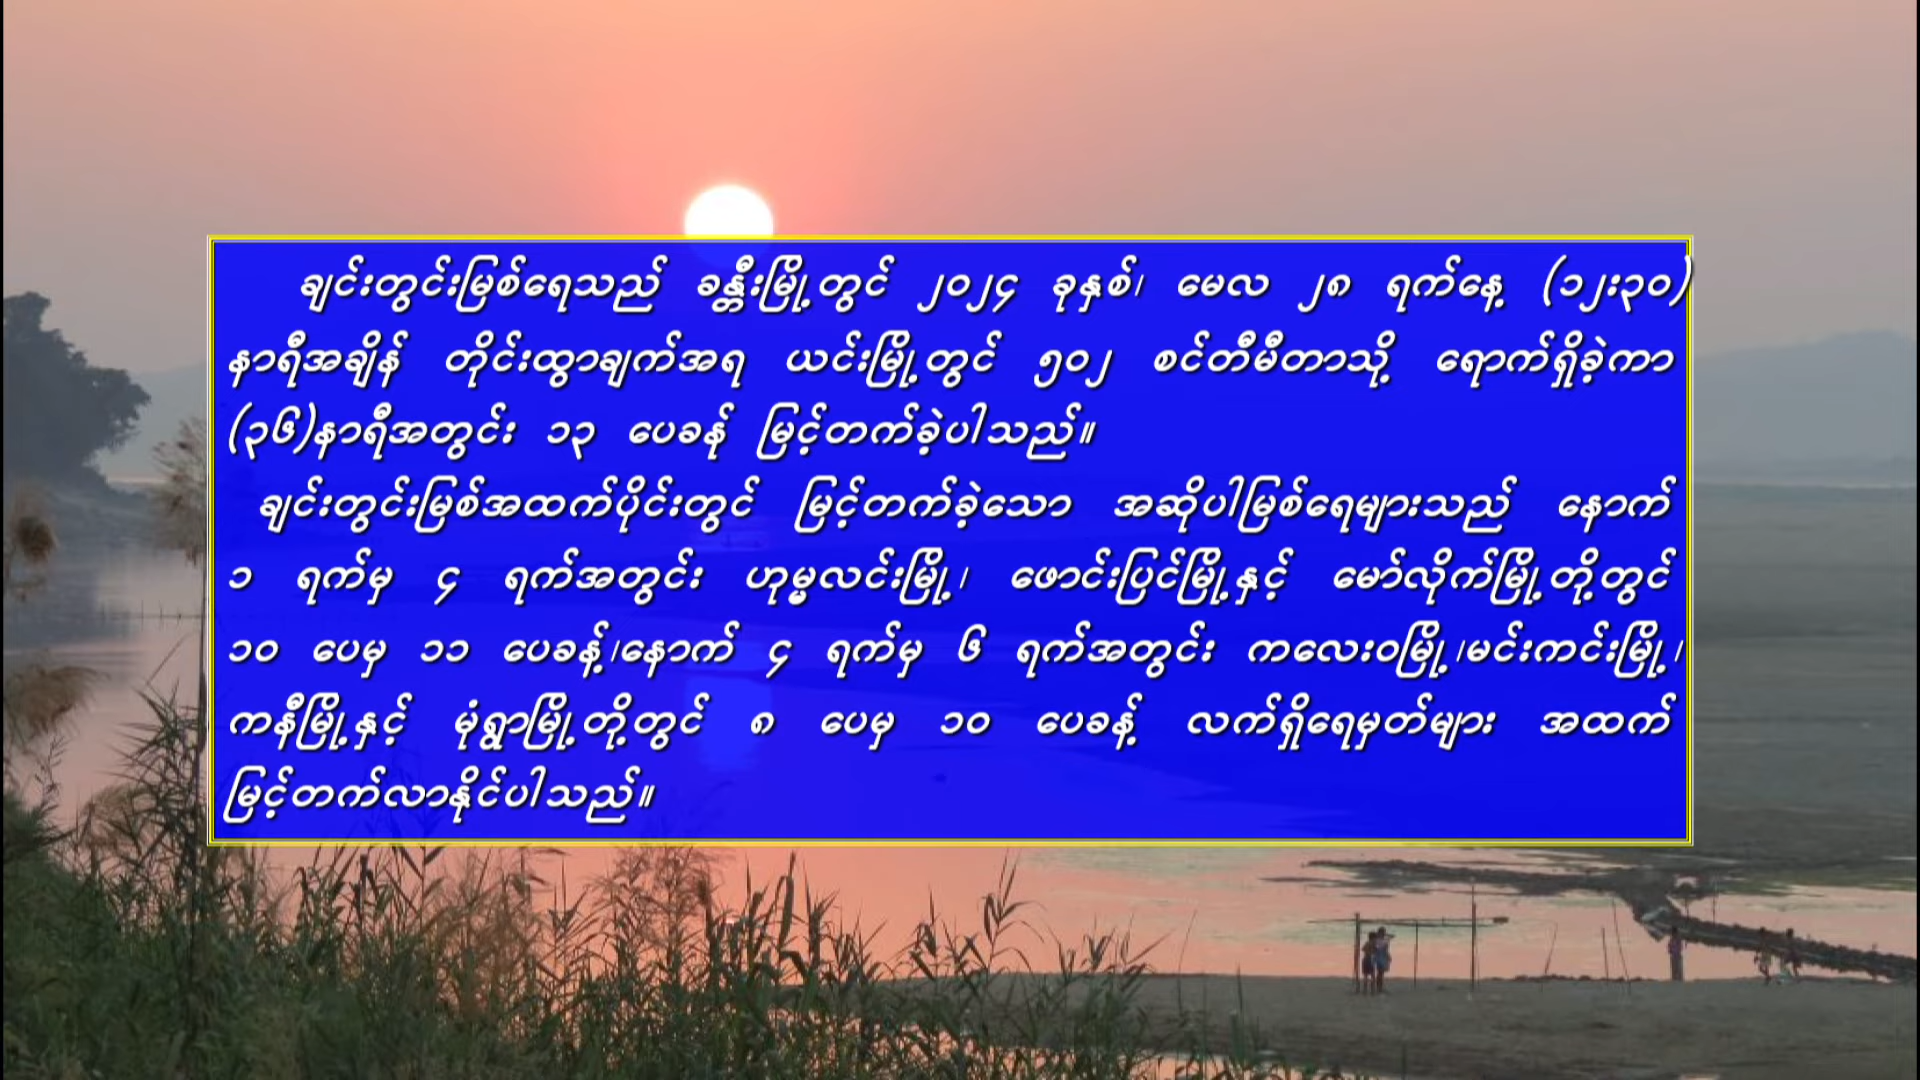 ချင်းတွင်းမြစ်ရေသည် ခန္တီးမြို့တွင် ၂၀၂၄ ခုနှစ်၊ မေလ ၂၈ ရက်နေ့ (၁၂း၃၀)
နာရီအချိန် တိုင်းထွာချက်အရ ယင်းမြို့တွင် ၅၀၂ စင်တီမီတာသို့ ရောက်ရှိခဲ့ကာ
(၃၆)နာရီအတွင်း ၁၃ ပေခန် မြင့်တက်ခဲ့ပါသည်။
ချင်းတွင်းမြစ်အထက်ပိုင်းတွင် မြင့်တက်ခဲ့သော အဆိုပါမြစ်ရေများသည် နောက်
၁ ရက်မှ ၄ ရက်အတွင်း ဟုမ္မလင်းမြို့၊ ဖောင်းပြင်မြို့နှင့် မော်လိုက်မြို့တို့တွင်
၁၀ ပေမှ ၁၁ ပေခန့်၊နောက် ၄ ရက်မှ ၆ ရက်အတွင်း ကလေးဝမြို့၊မင်းကင်းမြို့၊
ကနီမြို့နှင့် မုံရွာမြို့တို့တွင် ၈ ပေမှ ၁၀ ပေခန့် လက်ရှိရေမှတ်များ အထက်
မြင့်တက်လာနိုင်ပါသည်။